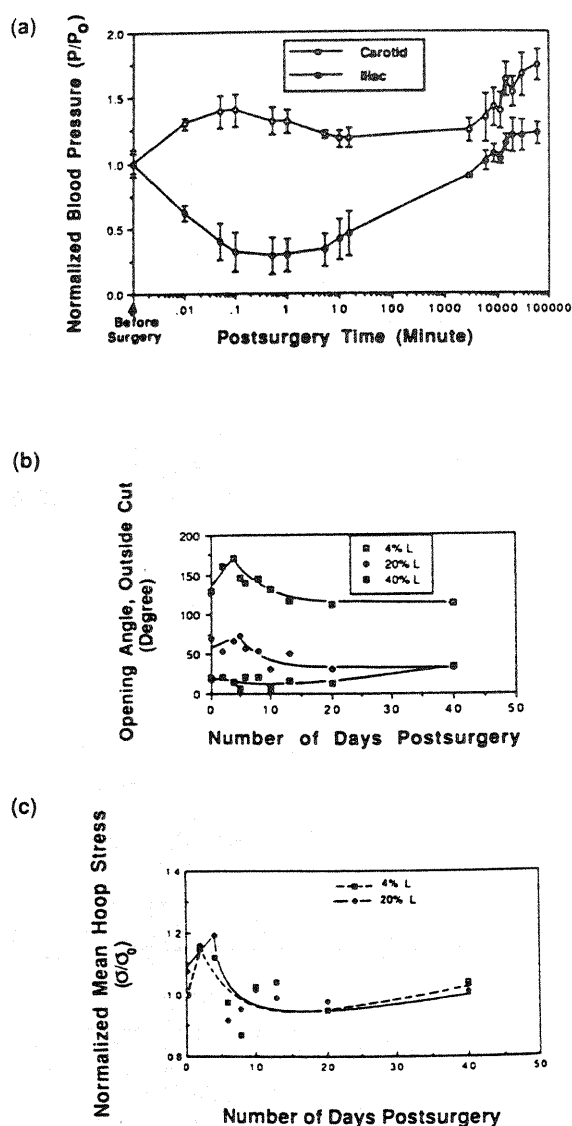 (a)
Normalized Blood Pressure (P/Po)
2.0
1.5
1.0
0.5
0.0
Carotid
Iliac
.01 .1 1 10 100 1000 10000 100000
Before
Surgery
Postsurgery Time (Minute)
(b)
Opening Angle, Outside Cut
(Degree)
200
150
100
50
0
4% L
20% L
40% L
0 10 20 30 40 50
Number of Days Postsurgery
(c)
Normalized Mean Hoop Stress
(σ/σ0)
1.4
1.2
1.0
0.8
4% L
20% L
0 10 20 30 40 50
Number of Days Postsurgery